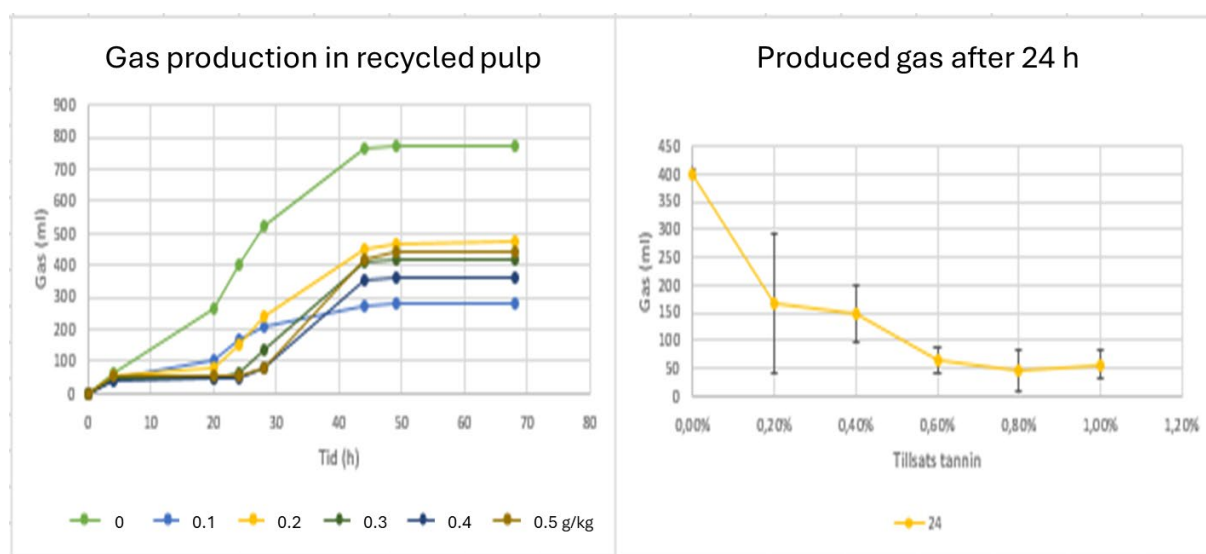 Gas production in recycled pulp
900
800
700
600
500
400
300
200
100
0
Gas (ml)
0 10 20 30 40 50 60 70 80
Tid (h)
0 0.1 0.2 0.3 0.4 0.5 g/kg
Produced gas after 24 h
450
400
350
300
250
200
150
100
50
0
Gas (ml)
0,00% 0,20% 0,40% 0,60% 0,80% 1,00% 1,20%
Tillsats tannin
24